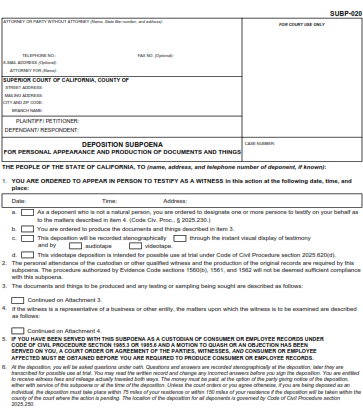 SUBP-020
ATTORNEY OR PARTY WITHOUT ATTORNEY (Name, State Bar number, and address):
FOR COURT USE ONLY
TELEPHONE NO.: FAX NO. (Optional):
E-MAIL ADDRESS (Optional):
ATTORNEY FOR (Name):
SUPERIOR COURT OF CALIFORNIA, COUNTY OF
STREET ADDRESS:
MAILING ADDRESS:
CITY AND ZIP CODE:
BRANCH NAME:
PLAINTIFF/ PETITIONER:
DEFENDANT/ RESPONDENT:
DEPOSITION SUBPOENA
FOR PERSONAL APPEARANCE AND PRODUCTION OF DOCUMENTS AND THINGS
CASE NUMBER:
THE PEOPLE OF THE STATE OF CALIFORNIA, TO (name, address, and telephone number of deponent, if known):
1. YOU ARE ORDERED TO APPEAR IN PERSON TO TESTIFY AS A WITNESS in this action at the following date, time, and
place:
Date: Time: Address:
a. As a deponent who is not a natural person, you are ordered to designate one or more persons to testify on your behalf as
to the matters described in item 4. (Code Civ. Proc., § 2025.230.)
b. You are ordered to produce the documents and things described in item 3.
c. This deposition will be recorded stenographically through the instant visual display of testimony
and by audiotape videotape.
d. This videotape deposition is intended for possible use at trial under Code of Civil Procedure section 2025.620(d).
2. The personal attendance of the custodian or other qualified witness and the production of the original records are required by this
subpoena. The procedure authorized by Evidence Code sections 1560(b), 1561, and 1562 will not be deemed sufficient compliance
with this subpoena.
3. The documents and things to be produced and any testing or sampling being sought are described as follows:
Continued on Attachment 3.
4. If the witness is a representative of a business or other entity, the matters upon which the witness is to be examined are described
as follows:
Continued on Attachment 4.
5. IF YOU HAVE BEEN SERVED WITH THIS SUBPOENA AS A CUSTODIAN OF CONSUMER OR EMPLOYEE RECORDS UNDER
CODE OF CIVIL PROCEDURE SECTION 1985.3 OR 1985.6 AND A MOTION TO QUASH OR AN OBJECTION HAS BEEN
SERVED ON YOU, A COURT ORDER OR AGREEMENT OF THE PARTIES, WITNESSES, AND CONSUMER OR EMPLOYEE
AFFECTED MUST BE OBTAINED BEFORE YOU ARE REQUIRED TO PRODUCE CONSUMER OR EMPLOYEE RECORDS.
6. At the deposition, you will be asked questions under oath. Questions and answers are recorded stenographically at the deposition; later they are
transcribed for possible use at trial. You may read the written record and change any incorrect answers before you sign the deposition. You are entitled
to receive witness fees and mileage actually traveled both ways. The money must be paid, at the option of the party giving notice of the deposition,
either with service of this subpoena or at the time of the deposition. Unless the court orders or you agree otherwise, if you are being deposed as an
individual, the deposition must take place within 75 miles of your residence or within 150 miles of your residence if the deposition will be taken within the
county of the court where the action is pending. The location of the deposition for all deponents is governed by Code of Civil Procedure section
2025.250.